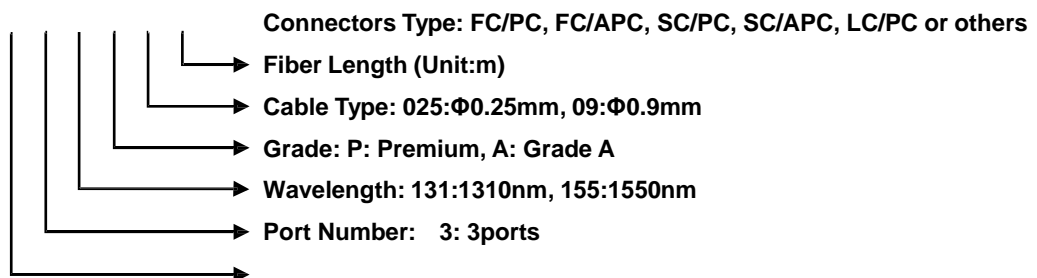 Connectors Type: FC/PC, FC/APC, SC/PC, SC/APC, LC/PC or others
Fiber Length (Unit:m)
Cable Type: 025:Φ0.25mm, 09:Φ0.9mm
Grade: P: Premium, A: Grade A
Wavelength: 131:1310nm, 155:1550nm
Port Number: 3: 3ports